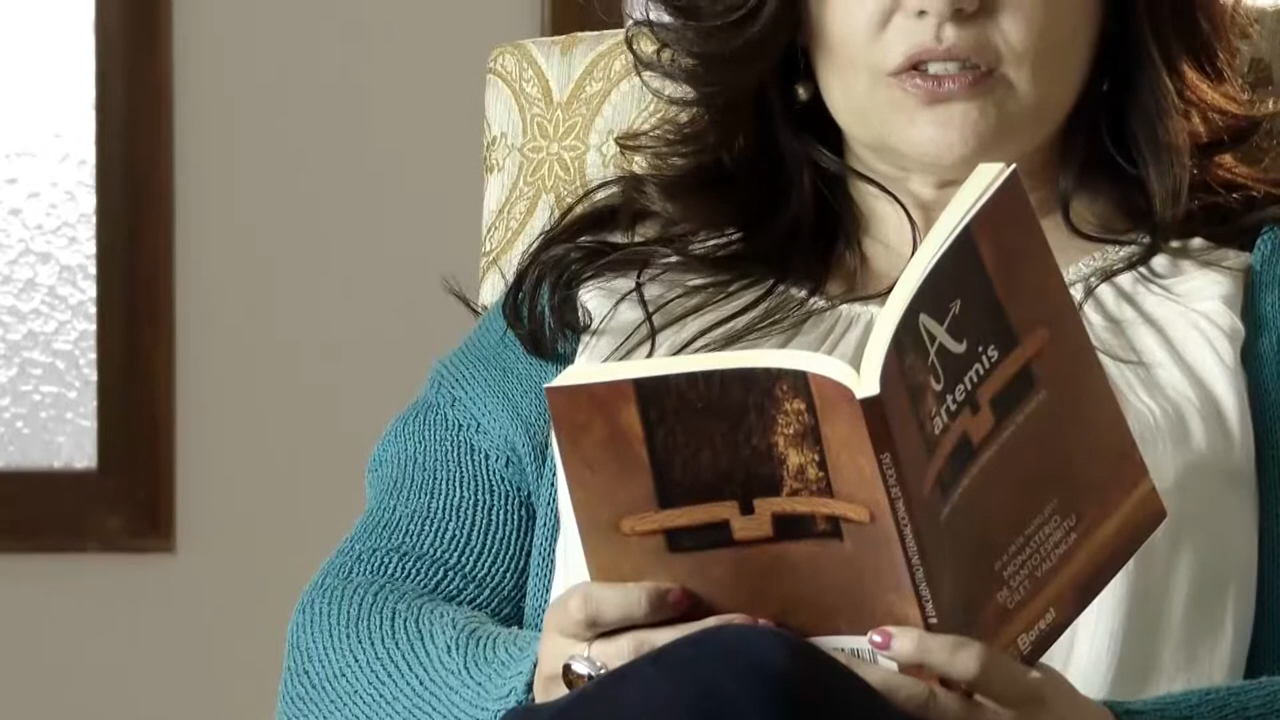 A
ártemis
MONASTERIO
DE SANTO ESPÍRITU
GILET VALENCIA
Boreal
II ENCUENTRO INTERNACIONAL DE POETAS